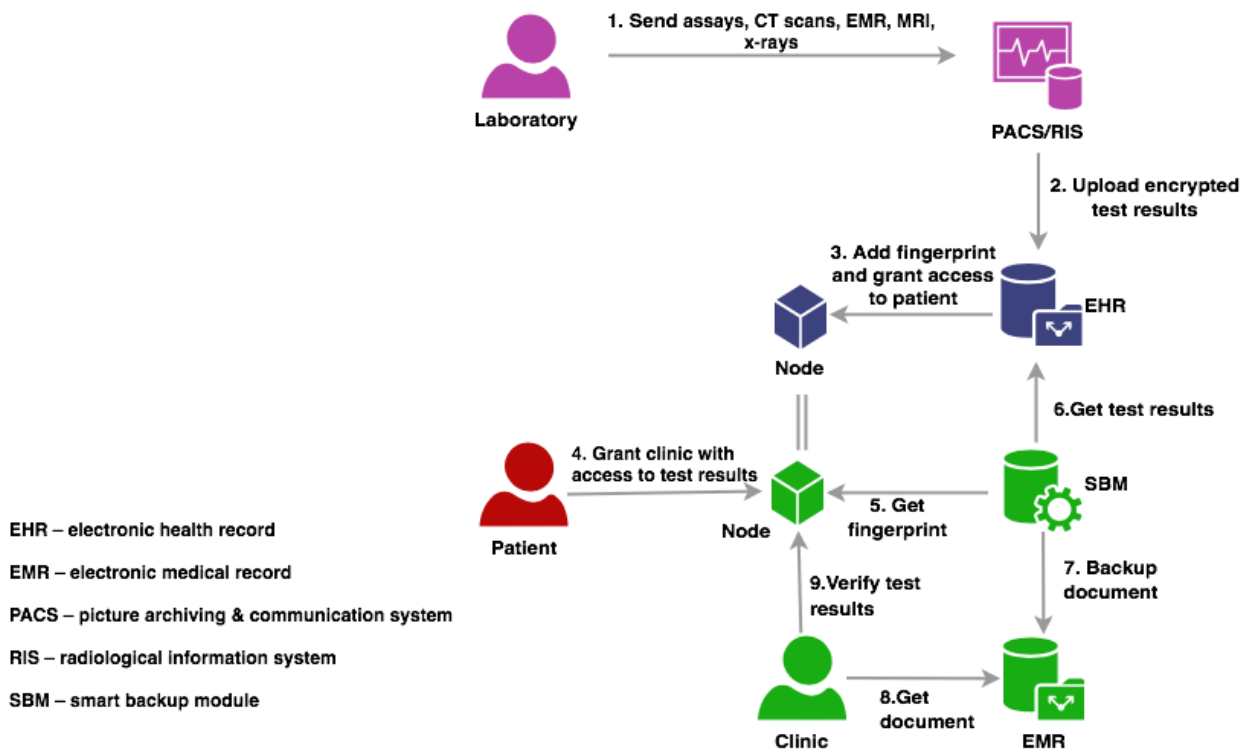 1. Send assays, CT scans, EMR, MRI,
x-rays
Laboratory
PACS/RIS
2. Upload encrypted
test results
3. Add fingerprint
and grant access
to patient
EHR
Node
6.Get test results
4. Grant clinic with
access to test results
SBM
5. Get
fingerprint
Node
Patient
7. Backup
document
9.Verify test
results
8.Get
document
Clinic
EMR
EHR – electronic health record
EMR – electronic medical record
PACS – picture archiving & communication system
RIS – radiological information system
SBM – smart backup module